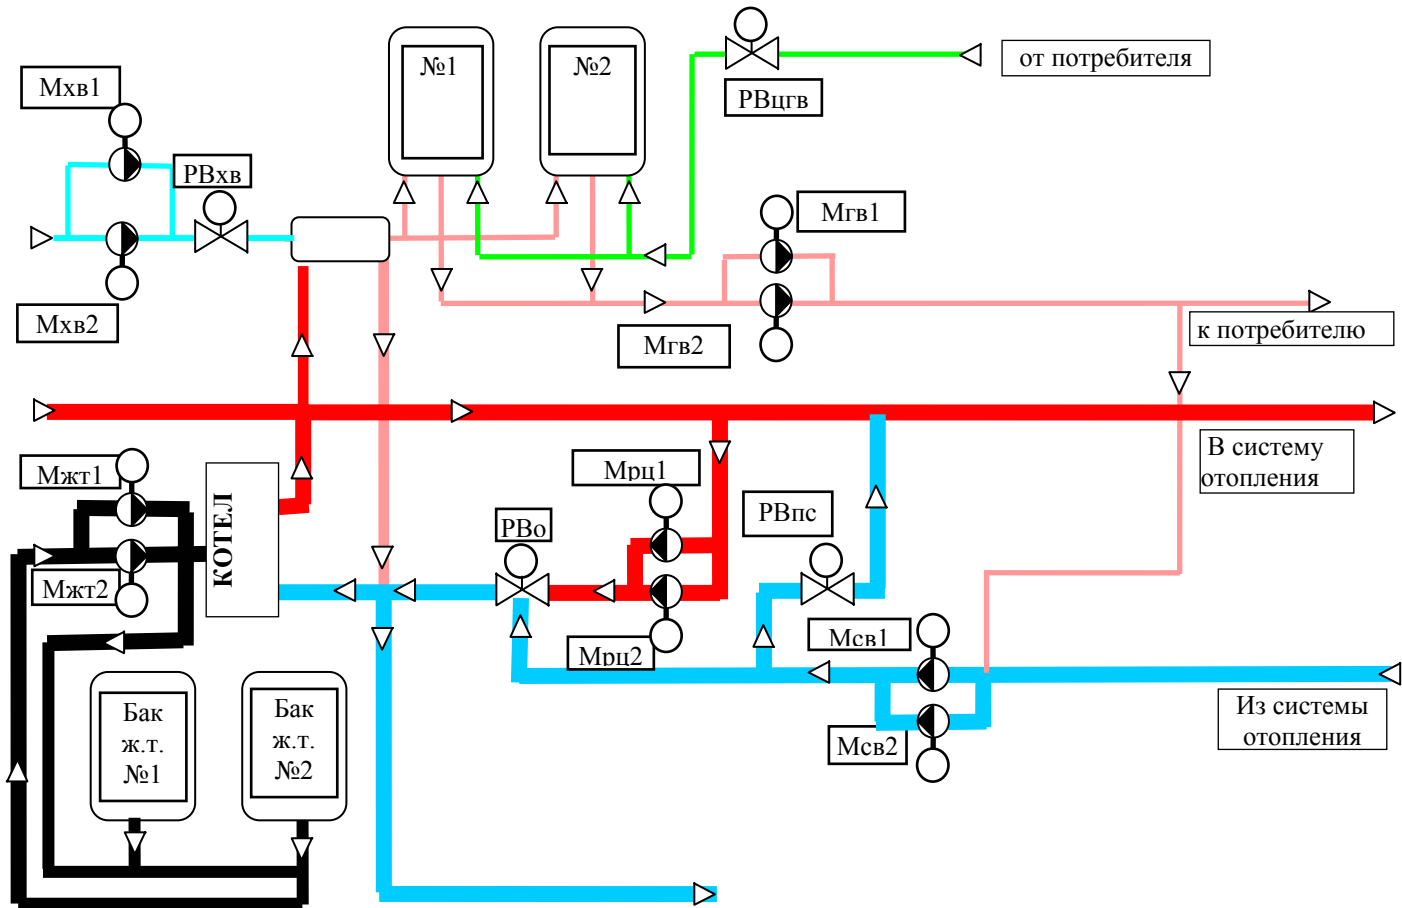 №1
№2
от потребителя
Мхв1
РВцгв
РВхв
Мгв1
Мхв2
Мгв2
к потребителю
В систему
отопления
Мжт1
Мрц1
РВпс
РВо
КОТЕЛ
Мжт2
Мсв1
Мрц2
Бак
ж.т.
№1
Бак
ж.т.
№2
Мсв2
Из системы
отопления